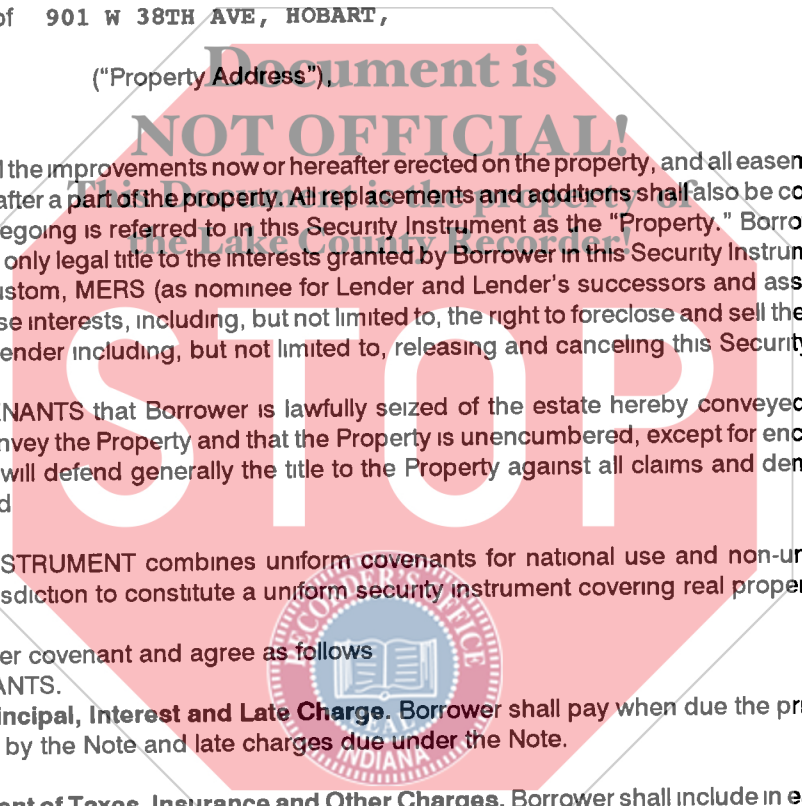 of 901 W 38TH AVE, HOBART,
Document is
("Property Address"),
NOT OFFICIAL!
l the improvements now or hereafter erected on the property, and all easem
after a part of the property. All replacements and additions shall also be co
This Document is the property of
egoing is referred to in this Security Instrument as the "Property." Borro
the Lake County Recorder!
only legal title to the interests granted by Borrower in this Security Instrum
ustom, MERS (as nominee for Lender and Lender's successors and ass
se interests, including, but not limited to, the right to foreclose and sell the
ender including, but not limited to, releasing and canceling this Security
STOP
ENANTS that Borrower is lawfully seized of the estate hereby conveyed
nvey the Property and that the Property is unencumbered, except for enc
will defend generally the title to the Property against all claims and dem
d
STRUMENT combines uniform covenants for national use and non-un
sdiction to constitute a uniform security instrument covering real proper
RECORDER'S OFFICE
er covenant and agree as follows
ANTS.
incipal, Interest and Late Charge. Borrower shall pay when due the pri
by the Note and late charges due under the Note.
INDIANA
ent of Taxes, Insurance and Other Charges. Borrower shall include in e